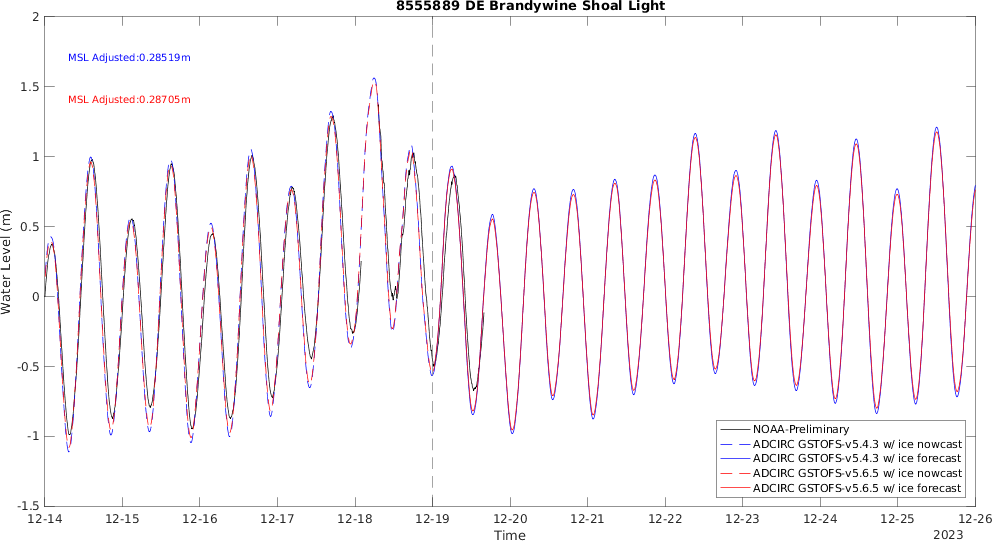 8555889 DE Brandywine Shoal Light
MSL Adjusted:0.28519m
MSL Adjusted:0.28705m
Water Level (m)
2
1.5
1
0.5
0
-0.5
-1
-1.5
NOAA-Preliminary
ADCIRC GSTOFS-v5.4.3 w/ ice nowcast
ADCIRC GSTOFS-v5.4.3 w/ ice forecast
ADCIRC GSTOFS-v5.6.5 w/ ice nowcast
ADCIRC GSTOFS-v5.6.5 w/ ice forecast
12-14 12-15 12-16 12-17 12-18 12-19 12-20 12-21 12-22 12-23 12-24 12-25 12-26
Time
2023